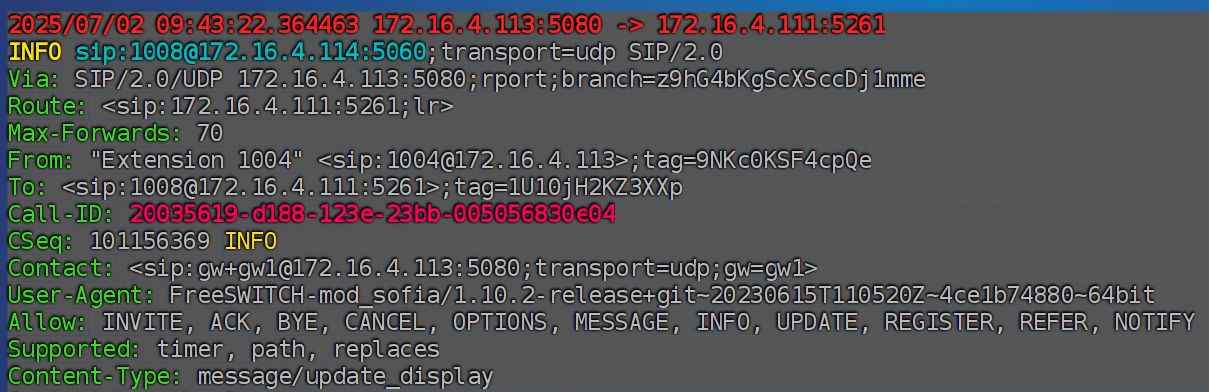 2025/07/02 09:43:22.364463 172.16.4.113:5080 -> 172.16.4.111:5261
INFO sip:1008@172.16.4.114:5060;transport=udp SIP/2.0
Via: SIP/2.0/UDP 172.16.4.113:5080;rport;branch=z9hG4bKgScXSccDj1mme
Route: <sip:172.16.4.111:5261;lr>
Max-Forwards: 70
From: "Extension 1004" <sip:1004@172.16.4.113>;tag=9NKc0KSF4cpQe
To: <sip:1008@172.16.4.111:5261>;tag=1U10jH2KZ3XXp
Call-ID: 20035619-d188-123e-23bb-005056830e04
CSeq: 101156369 INFO
Contact: <sip:gw+gw1@172.16.4.113:5080;transport=udp;gw=gw1>
User-Agent: FreeSWITCH-mod_sofia/1.10.2-release+git~20230615T110520Z~4ce1b74880~64bit
Allow: INVITE, ACK, BYE, CANCEL, OPTIONS, MESSAGE, INFO, UPDATE, REGISTER, REFER, NOTIFY
Supported: timer, path, replaces
Content-Type: message/update_display